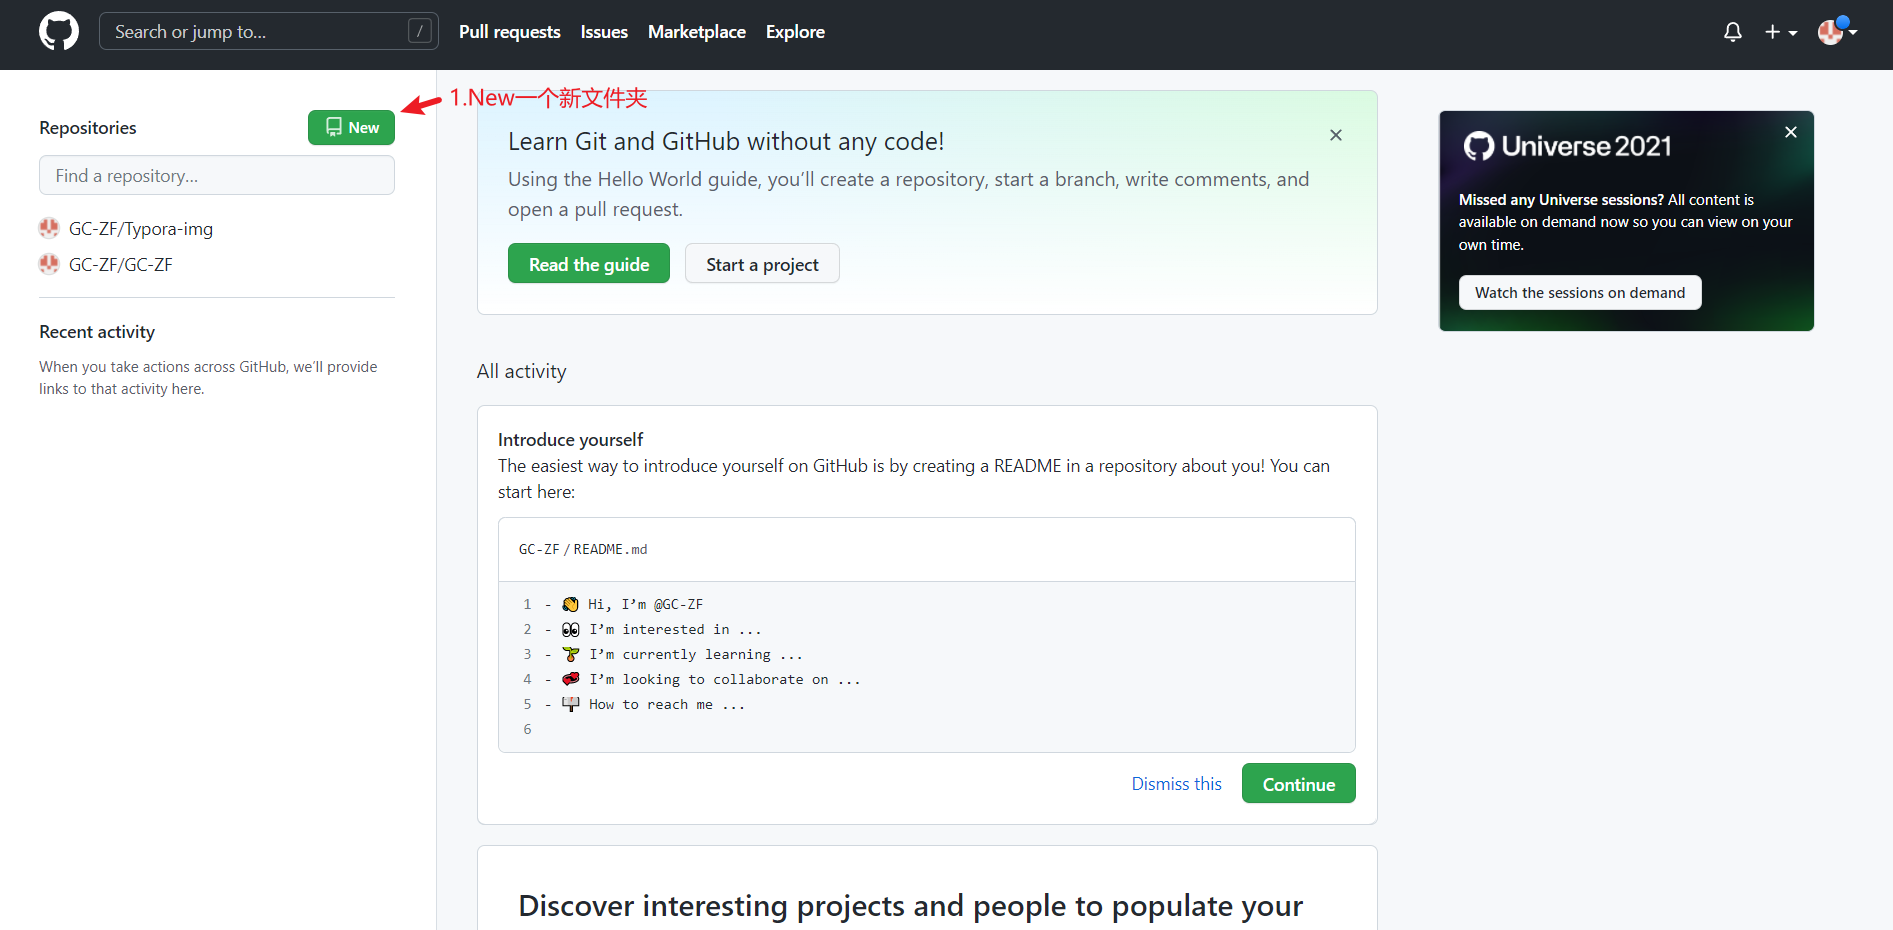 Search or jump to...
/
Pull requests
Issues
Marketplace
Explore
1.New一个新文件夹
Repositories
New
Find a repository...
GC-ZF/Typora-img
GC-ZF/GC-ZF
Recent activity
When you take actions across GitHub, we’ll provide
links to that activity here.
Learn Git and GitHub without any code!
Using the Hello World guide, you’ll create a repository, start a branch, write comments, and
open a pull request.
Read the guide
Start a project
All activity
Introduce yourself
The easiest way to introduce yourself on GitHub is by creating a README in a repository about you! You can
start here:
GC-ZF/README.md
1 - 👋 Hi, I’m @GC-ZF
2 - 👀 I’m interested in ...
3 - 🌱 I’m currently learning ...
4 - 💞️ I’m looking to collaborate on ...
5 - 📫 How to reach me ...
6
Dismiss this
Continue
Discover interesting projects and people to populate your
Universe 2021
Missed any Universe sessions? All content is
available on demand now so you can view on your
own time.
Watch the sessions on demand